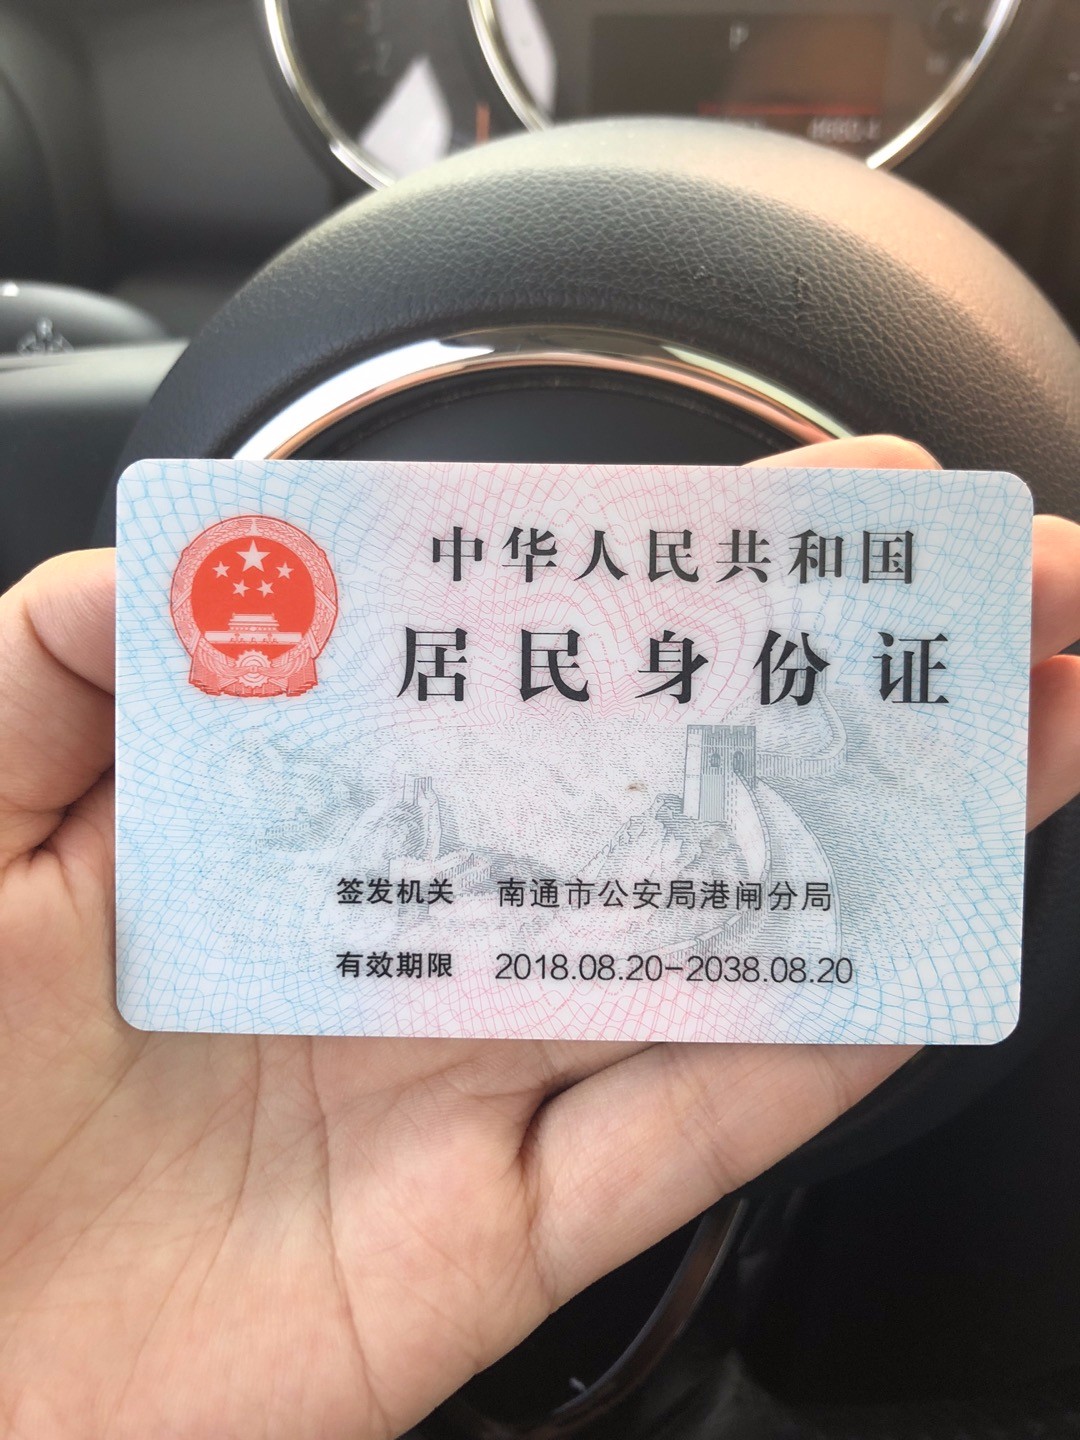 中华人民共和国
居民身份证
签发机关 南通市公安局港闸分局
有效期限 2018.08.20-2038.08.20